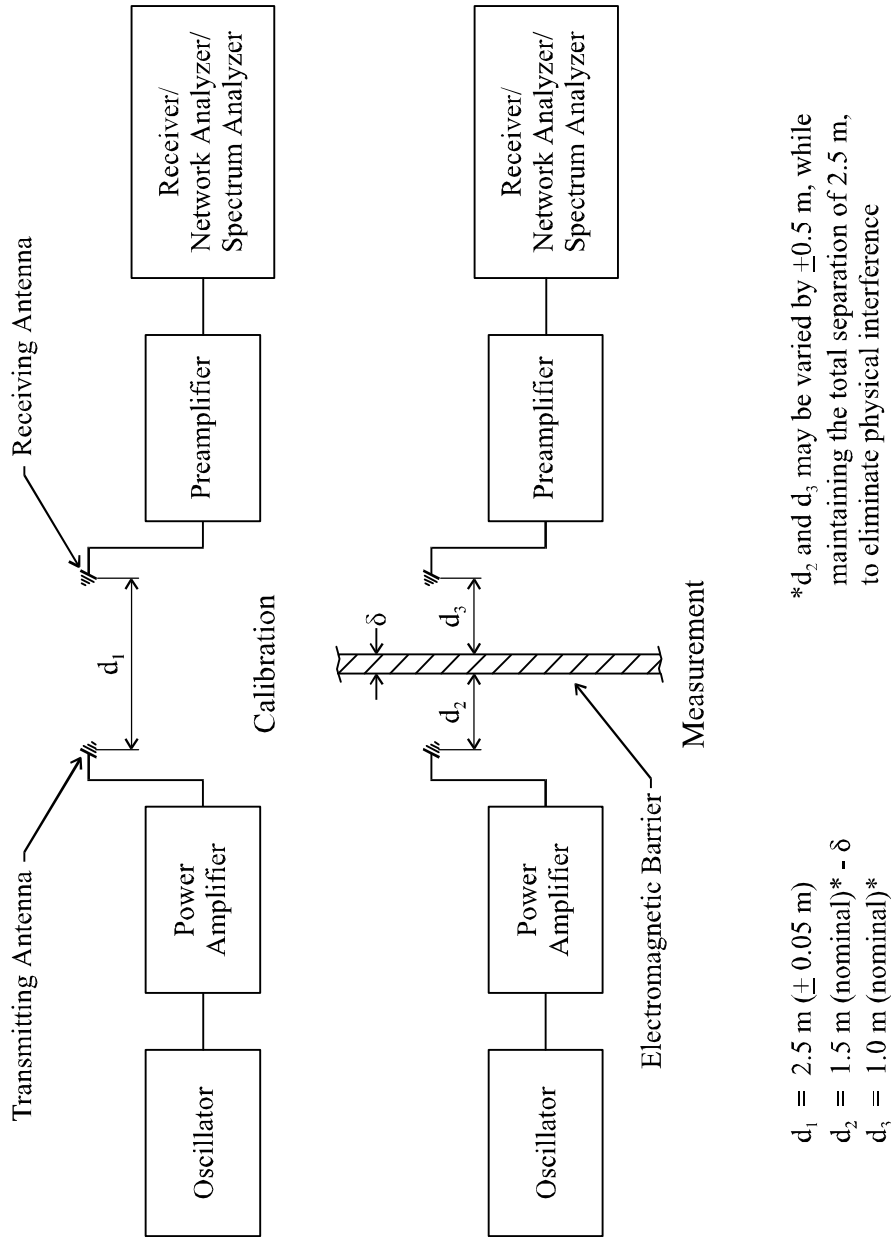 Transmitting Antenna
Receiving Antenna
d1
Oscillator
Power
Amplifier
Preamplifier
Receiver/
Network Analyzer/
Spectrum Analyzer
Calibration
δ
d2
d3
Oscillator
Power
Amplifier
Preamplifier
Receiver/
Network Analyzer/
Spectrum Analyzer
Electromagnetic Barrier
Measurement
d1 = 2.5 m (± 0.05 m)
d2 = 1.5 m (nominal)* - δ
d3 = 1.0 m (nominal)*
*d2 and d3 may be varied by ±0.5 m, while
maintaining the total separation of 2.5 m,
to eliminate physical interference